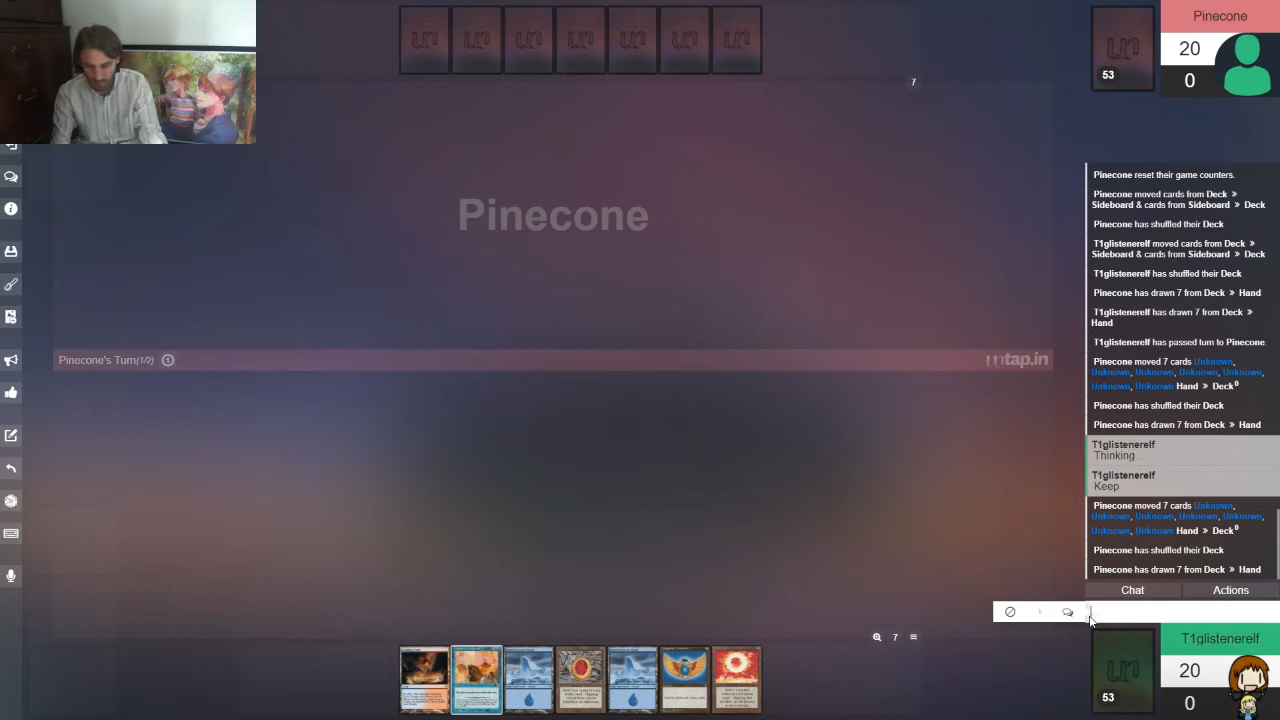 Pinecone
20
53
0
7
Pinecone reset their game counters.
Pinecone moved cards from Deck »
Sideboard & cards from Sideboard » Deck
Pinecone has shuffled their Deck
T1glistenerelf moved cards from Deck »
Sideboard & cards from Sideboard » Deck
T1glistenerelf has shuffled their Deck
Pinecone has drawn 7 from Deck » Hand
T1glistenerelf has drawn 7 from Deck »
Hand
T1glistenerelf has passed turn to Pinecone.
Pinecone moved 7 cards Unknown,
Unknown, Unknown, Unknown, Unknown,
Unknown, Unknown Hand » Deck0
Pinecone has shuffled their Deck
Pinecone has drawn 7 from Deck » Hand
T1glistenerelf
Thinking...
T1glistenerelf
Keep
Pinecone moved 7 cards Unknown,
Unknown, Unknown, Unknown, Unknown,
Unknown, Unknown Hand » Deck0
Pinecone has shuffled their Deck
Pinecone has drawn 7 from Deck » Hand
Chat Actions
Pinecone
Pinecone's Turn(1/2) 1
untap.in
7
T1glistenerelf
20
53
0